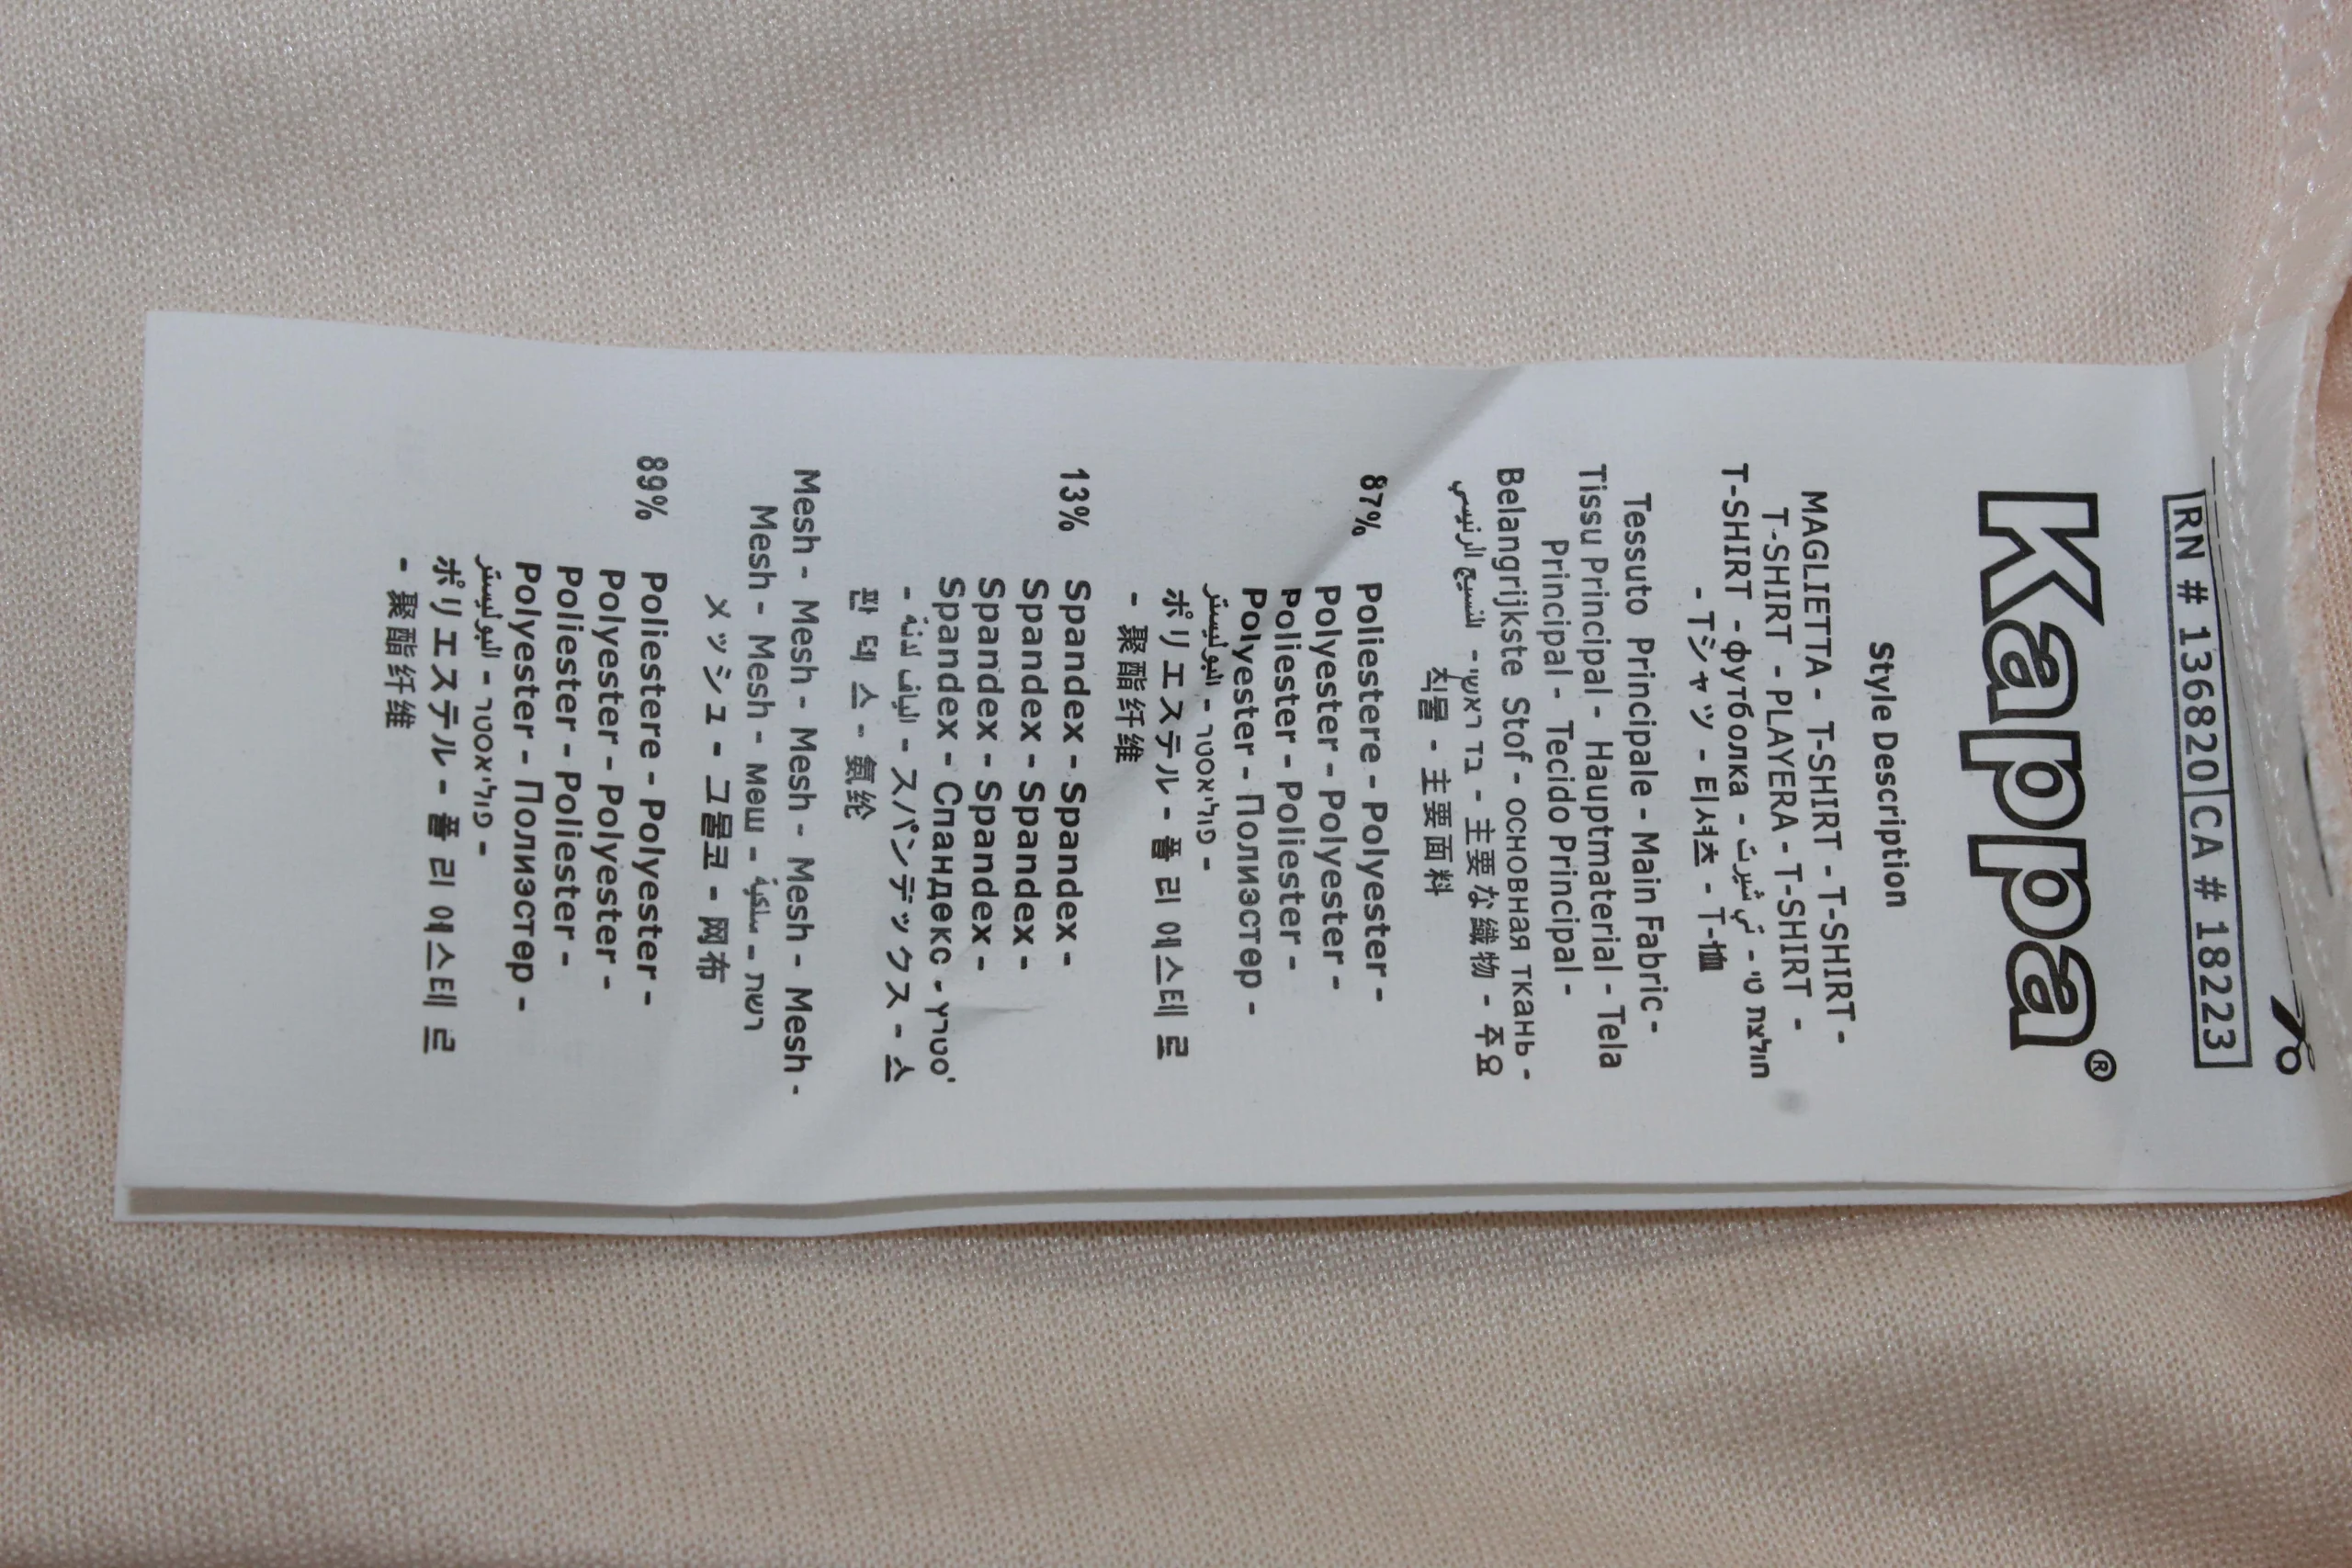 RN # 136820 CA # 18223
Kappa®
Style Description
MAGLIETTA - T-SHIRT - T-SHIRT -
T-SHIRT - PLAYERA - T-SHIRT -
T-SHIRT - футболка - تي شيرت - חולצת טי
- Tシャツ - 티셔츠 - T-恤
Tessuto Principale - Main Fabric -
Tissu Principal - Hauptmaterial - Tela
Principal - Tecido Principal -
Belangrijkste Stof - основная ткань -
النسيج الرئيسي - בד ראשי - 主要な織物 - 주요
직물 - 主要面料
87% Poliestere - Polyester -
Polyester - Polyester -
Poliester - Poliester -
Polyester - Полиэстер -
البوليستر - פוליאסטר -
ポリエステル - 폴 리 에 스테 르
- 聚酯纤维
13% Spandex - Spandex -
Spandex - Spandex -
Spandex - Spandex -
Spandex - Спандекс - סטרץ'
- الياف لدنة - スパンデックス - 스
판 덱 스 - 氨纶
Mesh - Mesh - Mesh - Mesh - Mesh -
Mesh - Mesh - меш - سلكية - רשת
メッシュ - 그물코 - 网布
89% Poliestere - Polyester -
Polyester - Polyester -
Poliester - Poliester -
Polyester - Полиэстер -
البوليستر - פוליאסטר -
ポリエステル - 폴 리 에 스테 르
- 聚酯纤维